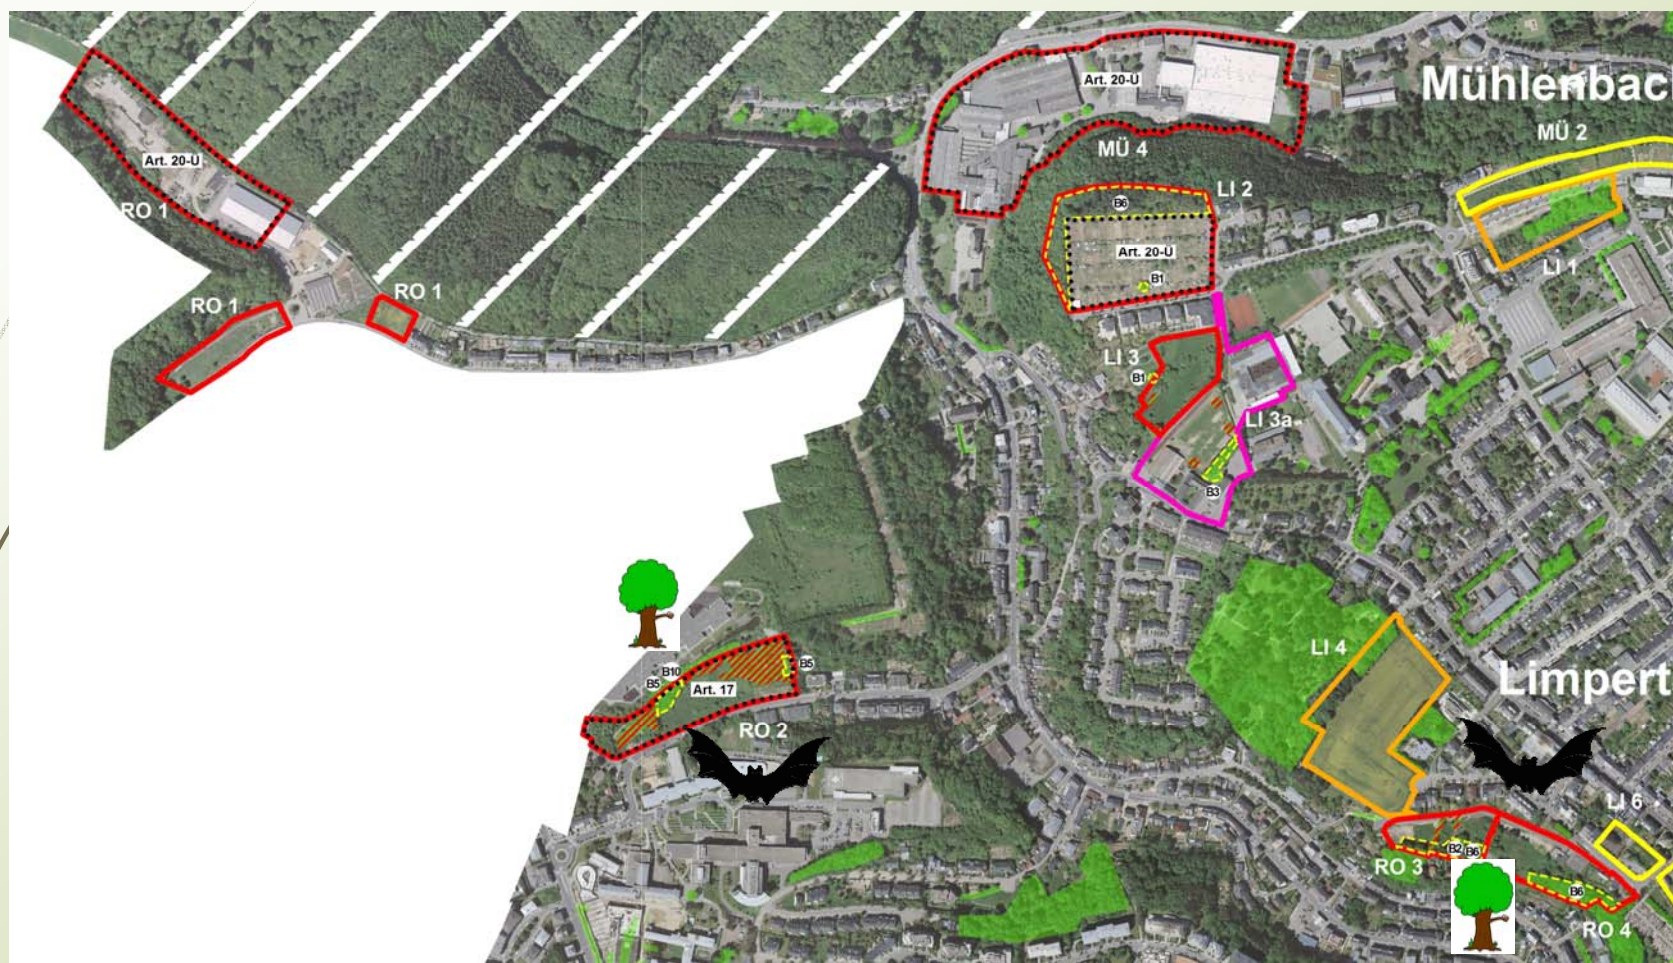 Mühlenbac
MÜ 2
Art. 20-Ü
MÜ 4
Art. 20-Ü
RO 1
LI 2
B6
Art. 20-Ü
B1
LI 1
RO 1
RO 1
LI 3
B1
LI 3a
B3
LI 4
Limpert
B10
B5
B5
Art. 17
RO 2
LI 6
B2
B6
RO 3
B6
RO 4